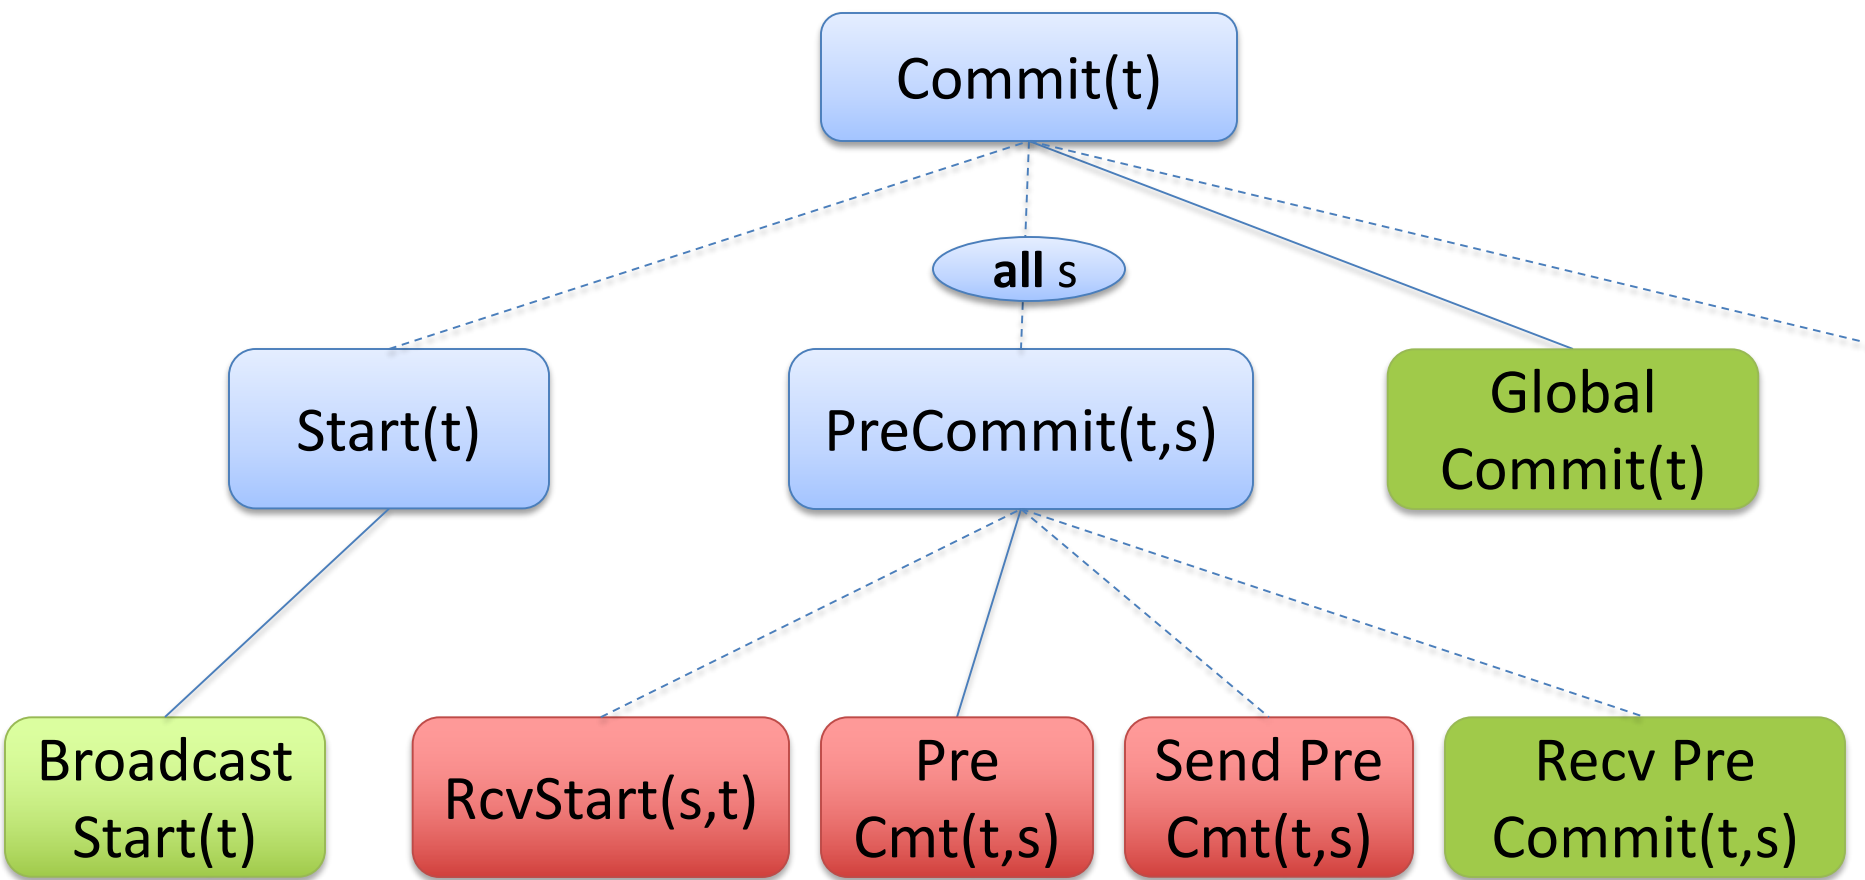 Commit(t)
all s
Start(t)
PreCommit(t,s)
Global
Commit(t)
Broadcast
Start(t)
RcvStart(s,t)
Pre
Cmt(t,s)
Send Pre
Cmt(t,s)
Recv Pre
Commit(t,s)